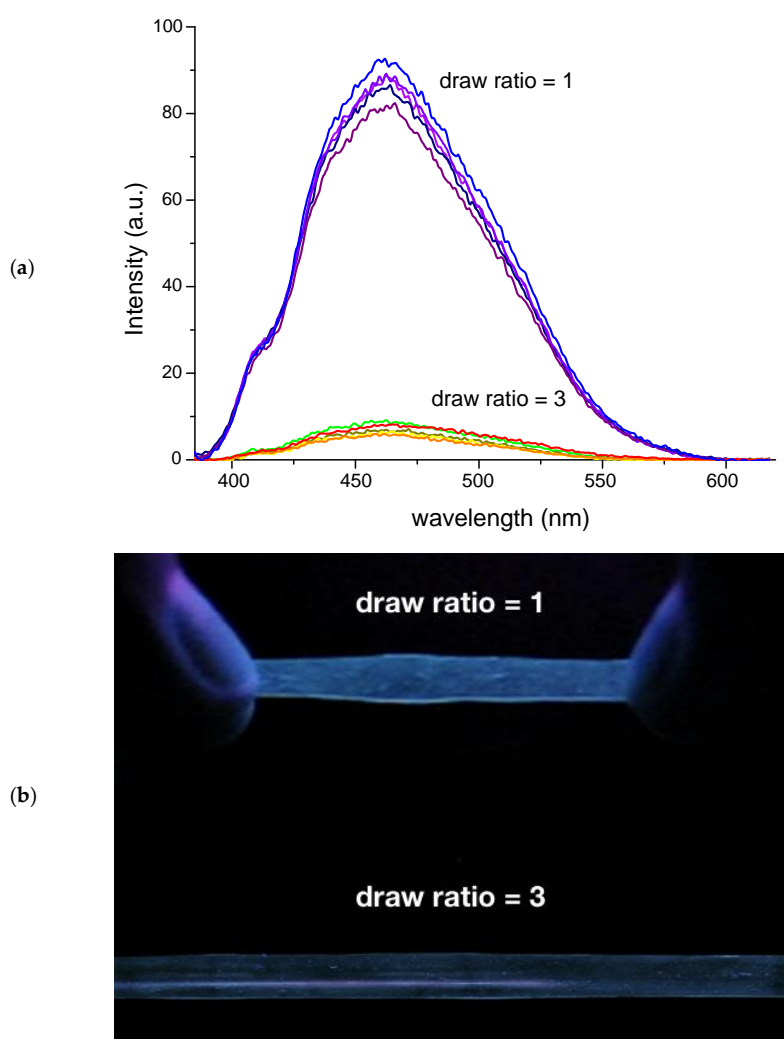 100
80
60
40
20
0
Intensity (a.u.)
draw ratio = 1
draw ratio = 3
400 450 500 550 600
wavelength (nm)
(a)
draw ratio = 1
(b)
draw ratio = 3